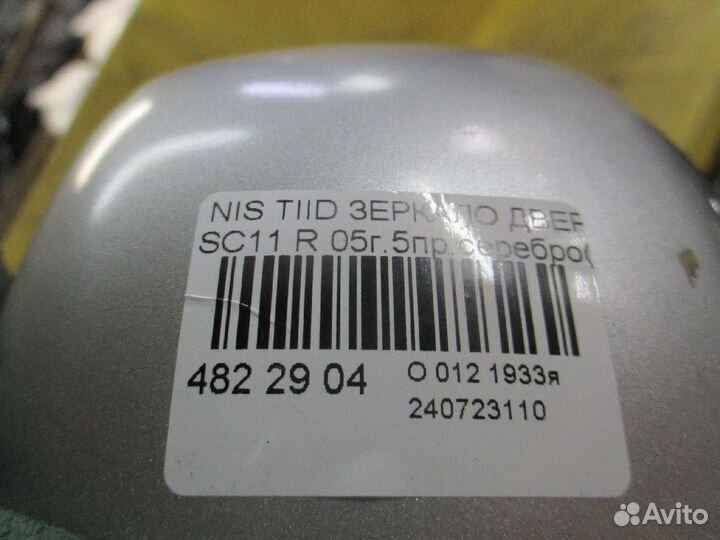 NIS TIID ЗЕРКАЛО ДВЕР
SC11 R 05г.5пр.серебро(
482 29 04
O 012 1933я
240723110
Avito